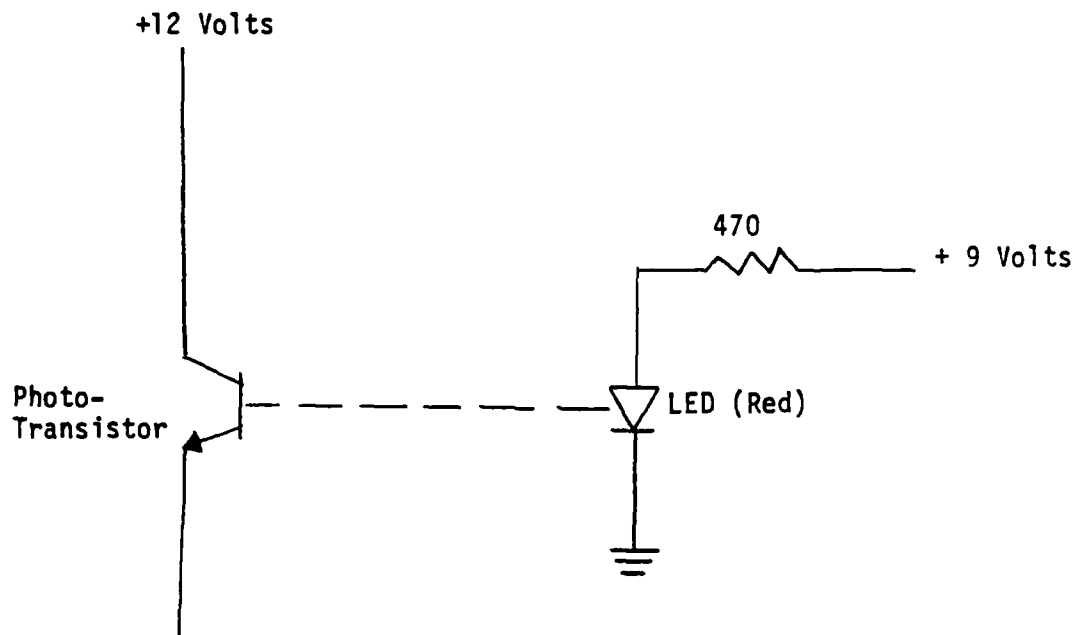 +12 Volts
470
+ 9 Volts
Photo-
Transistor
LED (Red)